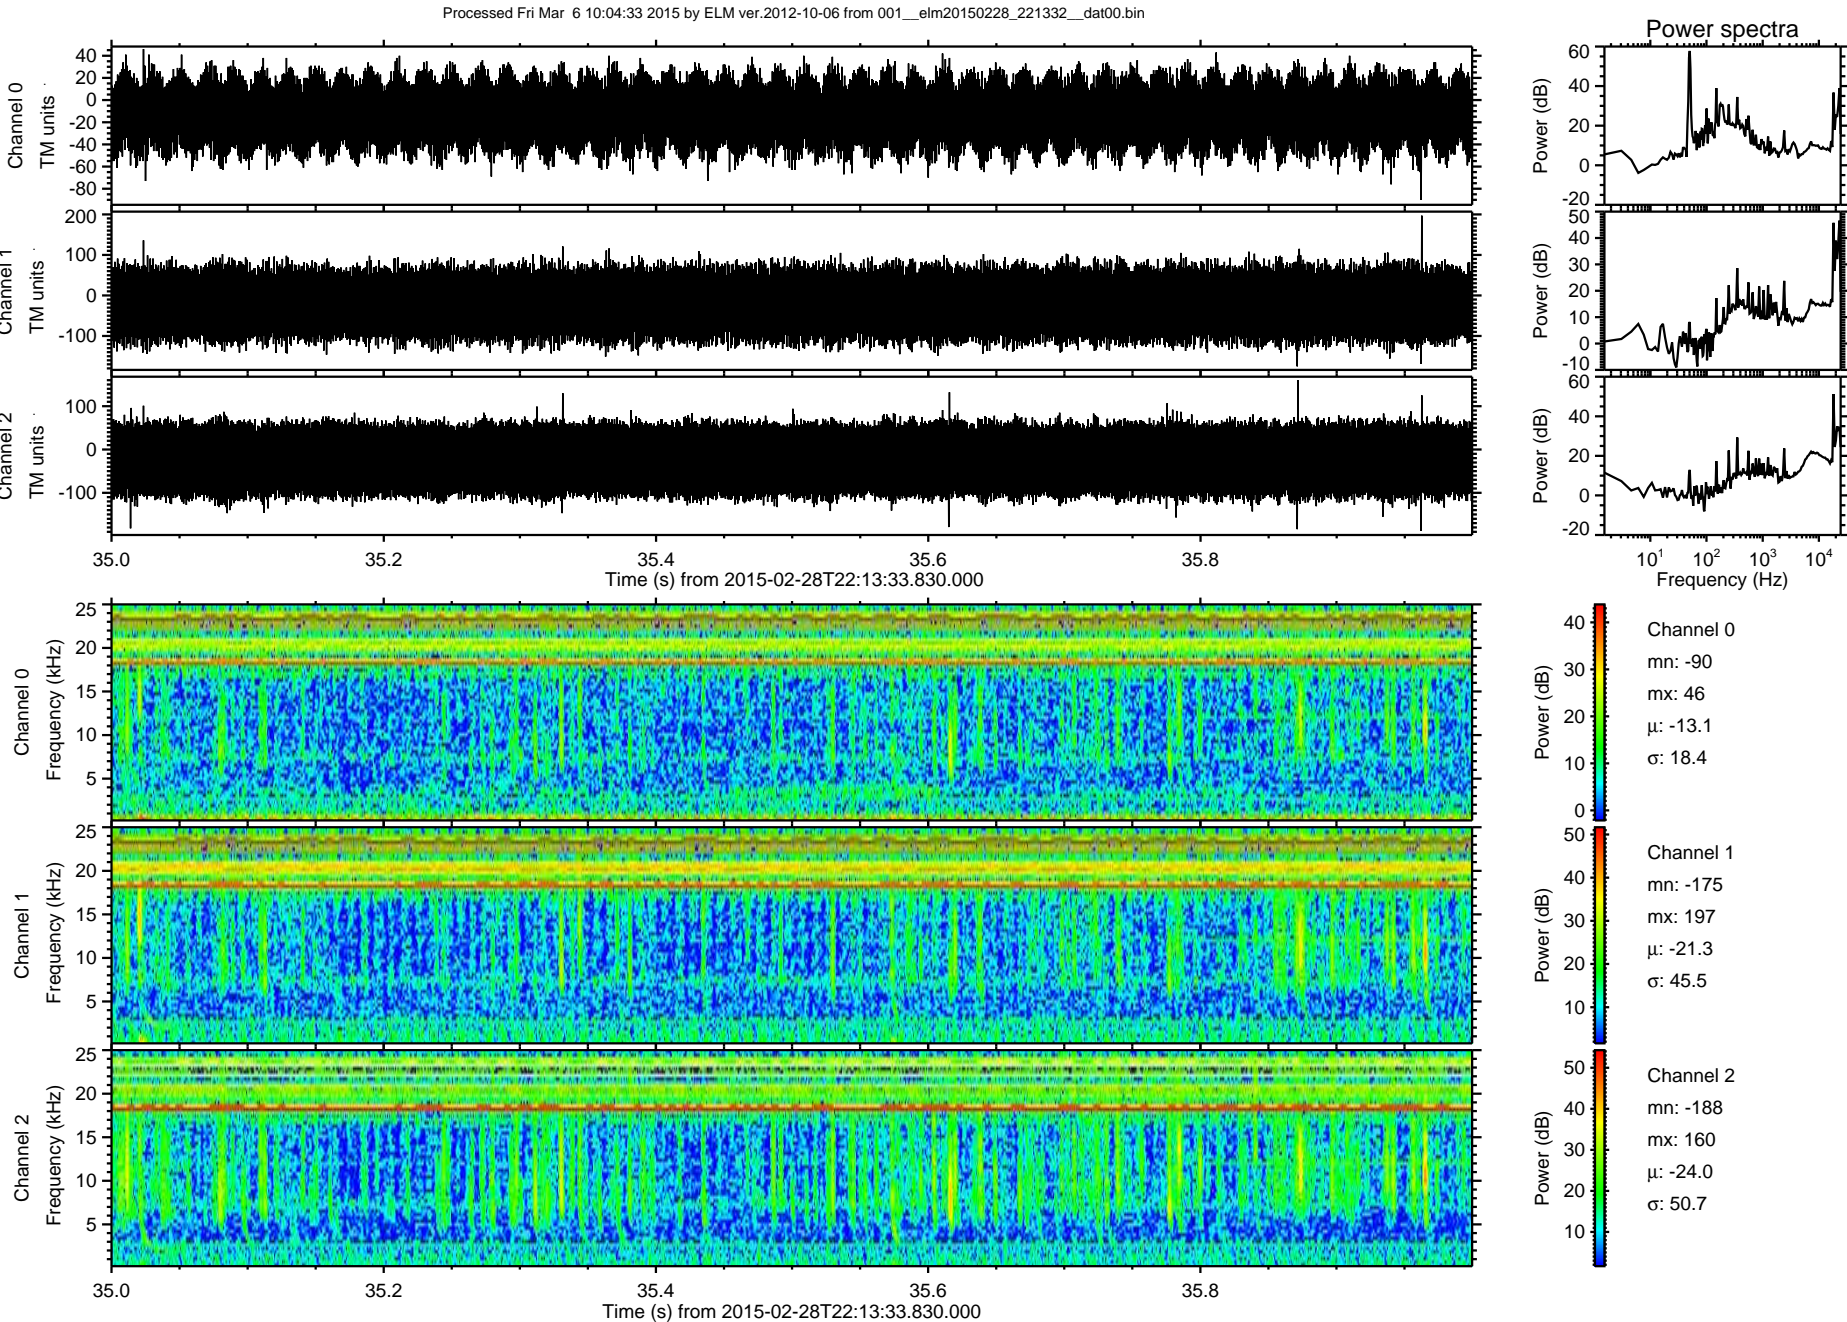 Processed Fri Mar 6 10:04:33 2015 by ELM ver.2012-10-06 from 001__elm20150228_221332__dat00.bin
Power spectra
Channel 0
TM units
40
20
0
-20
-40
-60
-80
Power (dB)
60
40
20
0
-20
Channel 1
TM units
200
100
0
-100
Power (dB)
50
40
30
20
10
0
-10
Channel 2
TM units
100
0
-100
Power (dB)
60
40
20
0
-20
35.0 35.2 35.4 35.6 35.8
Time (s) from 2015-02-28T22:13:33.830.000
10^1 10^2 10^3 10^4
Frequency (Hz)
Channel 0
Frequency (kHz)
25
20
15
10
5
Power (dB)
40
30
20
10
0
Channel 0
mn: -90
mx: 46
μ: -13.1
σ: 18.4
Channel 1
Frequency (kHz)
25
20
15
10
5
Power (dB)
50
40
30
20
10
Channel 1
mn: -175
mx: 197
μ: -21.3
σ: 45.5
Channel 2
Frequency (kHz)
25
20
15
10
5
Power (dB)
50
40
30
20
10
Channel 2
mn: -188
mx: 160
μ: -24.0
σ: 50.7
35.0 35.2 35.4 35.6 35.8
Time (s) from 2015-02-28T22:13:33.830.000